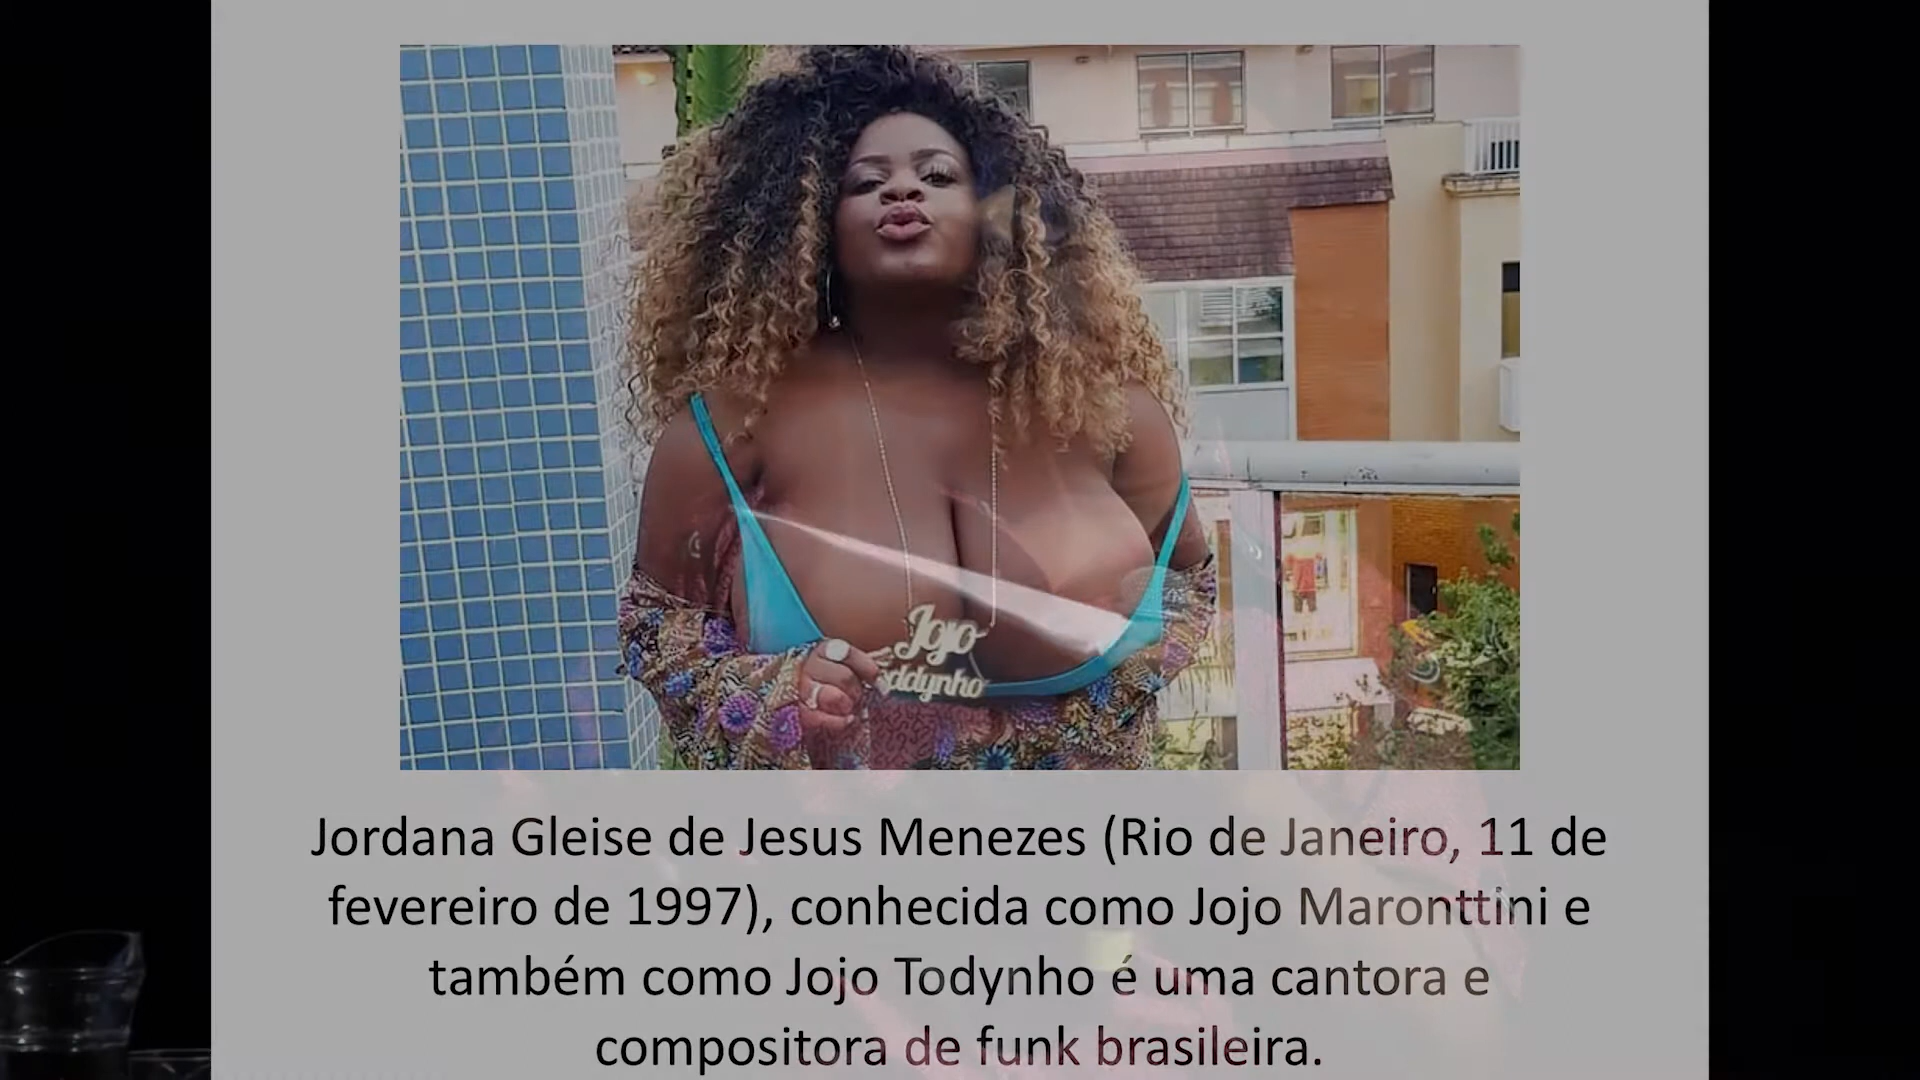 Jojo
Jordana Gleise de Jesus Menezes (Rio de Janeiro, 11 de
fevereiro de 1997), conhecida como Jojo Maronttini e
também como Jojo Todynho é uma cantora e
compositora de funk brasileira.